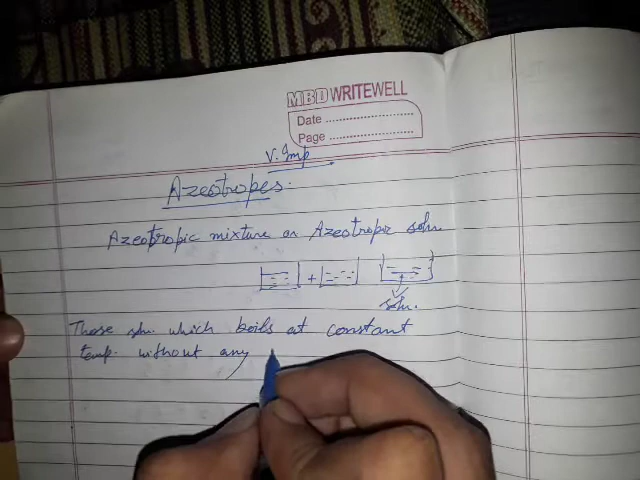 MBD WRITEWELL
Date
Page
V. Imp
Azeotropes.
Azeotropic mixture or Azeotropic soln.
+
soln.
Those soln. which boils at constant
temp. without any